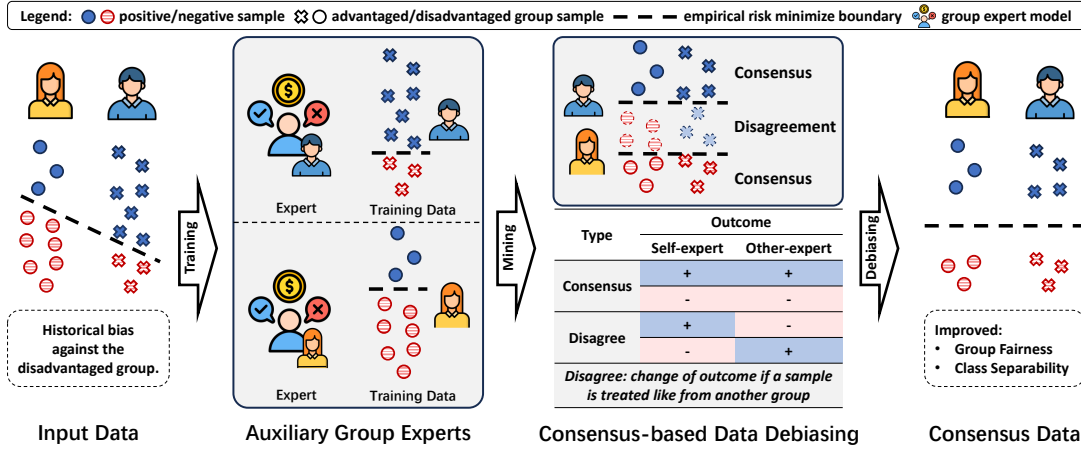 Legend: positive/negative sample advantaged/disadvantaged group sample empirical risk minimize boundary group expert model
Historical bias
against the
disadvantaged group.
Input Data
Training
Expert
Training Data
Expert
Training Data
Auxiliary Group Experts
Mining
Consensus
Disagreement
Consensus
Type
Outcome
Self-expert Other-expert
Consensus
+ +
- -
Disagree
+ -
- +
Disagree: change of outcome if a sample
is treated like from another group
Consensus-based Data Debiasing
Debiasing
Improved:
• Group Fairness
• Class Separability
Consensus Data